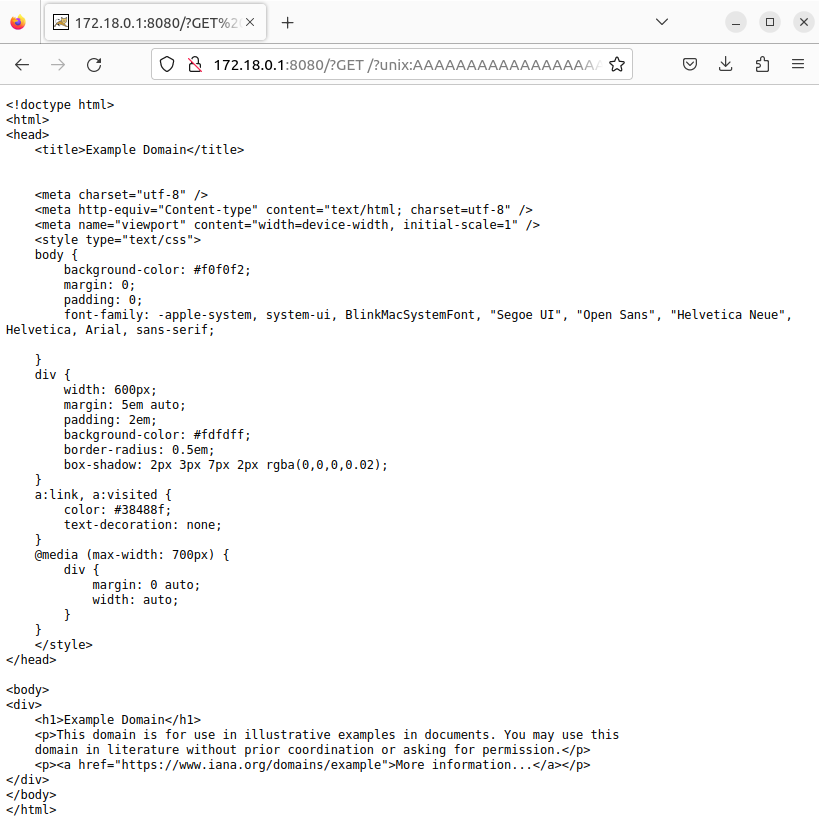 172.18.0.1:8080/?GET%20
172.18.0.1:8080/?GET /?unix:AAAAAAAAAAAAAAAAAA
<!doctype html>
<html>
<head>
    <title>Example Domain</title>
    <meta charset="utf-8" />
    <meta http-equiv="Content-type" content="text/html; charset=utf-8" />
    <meta name="viewport" content="width=device-width, initial-scale=1" />
    <style type="text/css">
    body {
        background-color: #f0f0f2;
        margin: 0;
        padding: 0;
        font-family: -apple-system, system-ui, BlinkMacSystemFont, "Segoe UI", "Open Sans", "Helvetica Neue",
Helvetica, Arial, sans-serif;
    }
    div {
        width: 600px;
        margin: 5em auto;
        padding: 2em;
        background-color: #fdfdff;
        border-radius: 0.5em;
        box-shadow: 2px 3px 7px 2px rgba(0,0,0,0.02);
    }
    a:link, a:visited {
        color: #38488f;
        text-decoration: none;
    }
    @media (max-width: 700px) {
        div {
            margin: 0 auto;
            width: auto;
        }
    }
    </style>
</head>
<body>
<div>
    <h1>Example Domain</h1>
    <p>This domain is for use in illustrative examples in documents. You may use this
    domain in literature without prior coordination or asking for permission.</p>
    <p><a href="https://www.iana.org/domains/example">More information...</a></p>
</div>
</body>
</html>